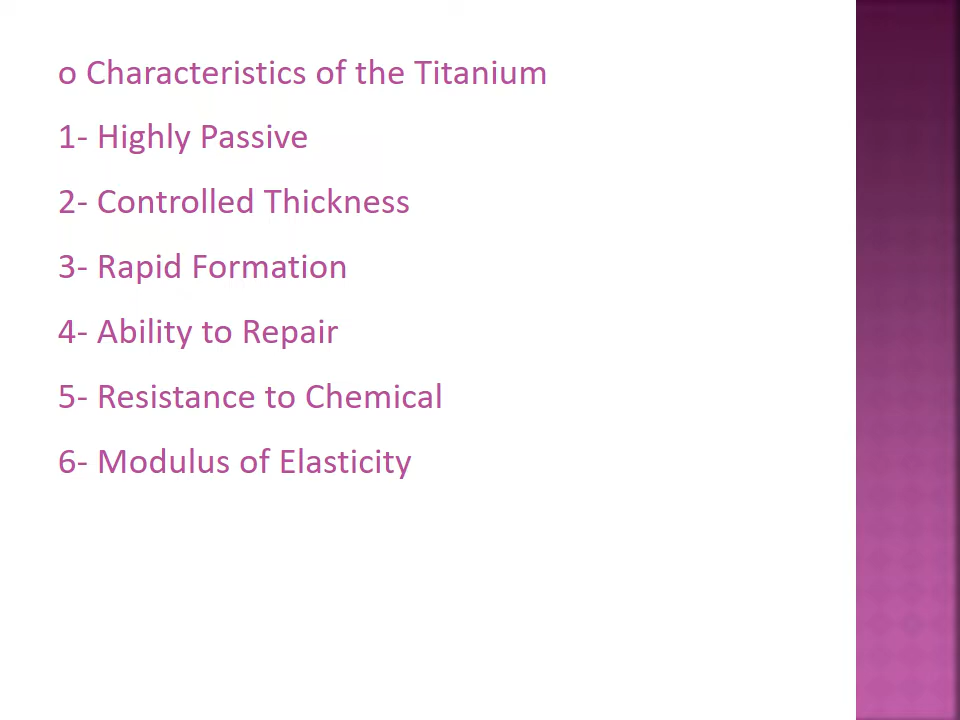 o Characteristics of the Titanium
1- Highly Passive
2- Controlled Thickness
3- Rapid Formation
4- Ability to Repair
5- Resistance to Chemical
6- Modulus of Elasticity